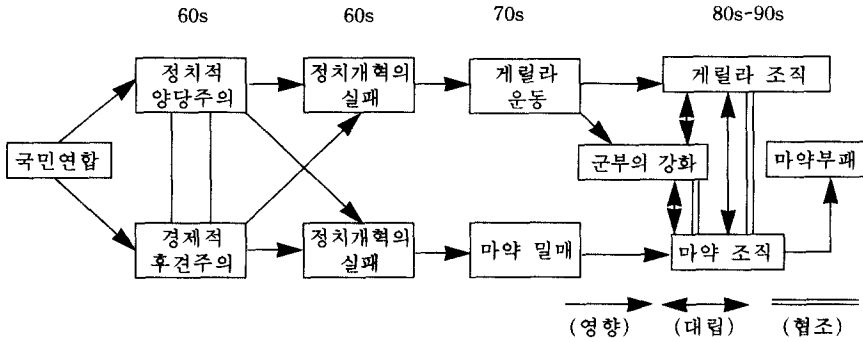 60s 60s 70s 80s-90s
정치적
양당주의
정치개혁의
실패
게릴라
운동
게릴라 조직
국민연합
군부의 강화
마약부패
경제적
후견주의
정치개혁의
실패
마약 밀매
마약 조직
(영향) (대립) (협조)